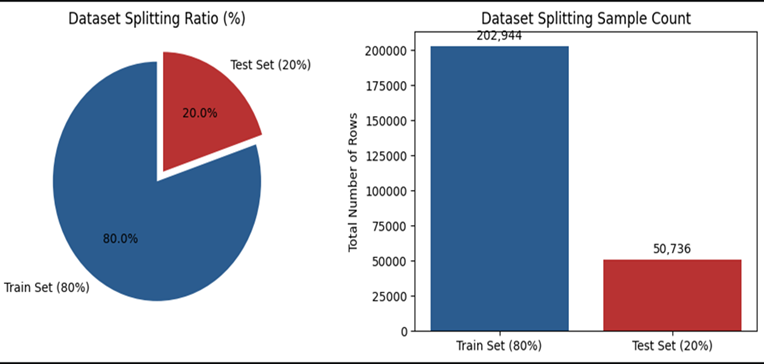 Dataset Splitting Ratio (%)
Test Set (20%)
20.0%
80.0%
Train Set (80%)
Dataset Splitting Sample Count
202,944
200000
175000
150000
125000
100000
75000
50000
25000
0
Total Number of Rows
50,736
Train Set (80%)
Test Set (20%)